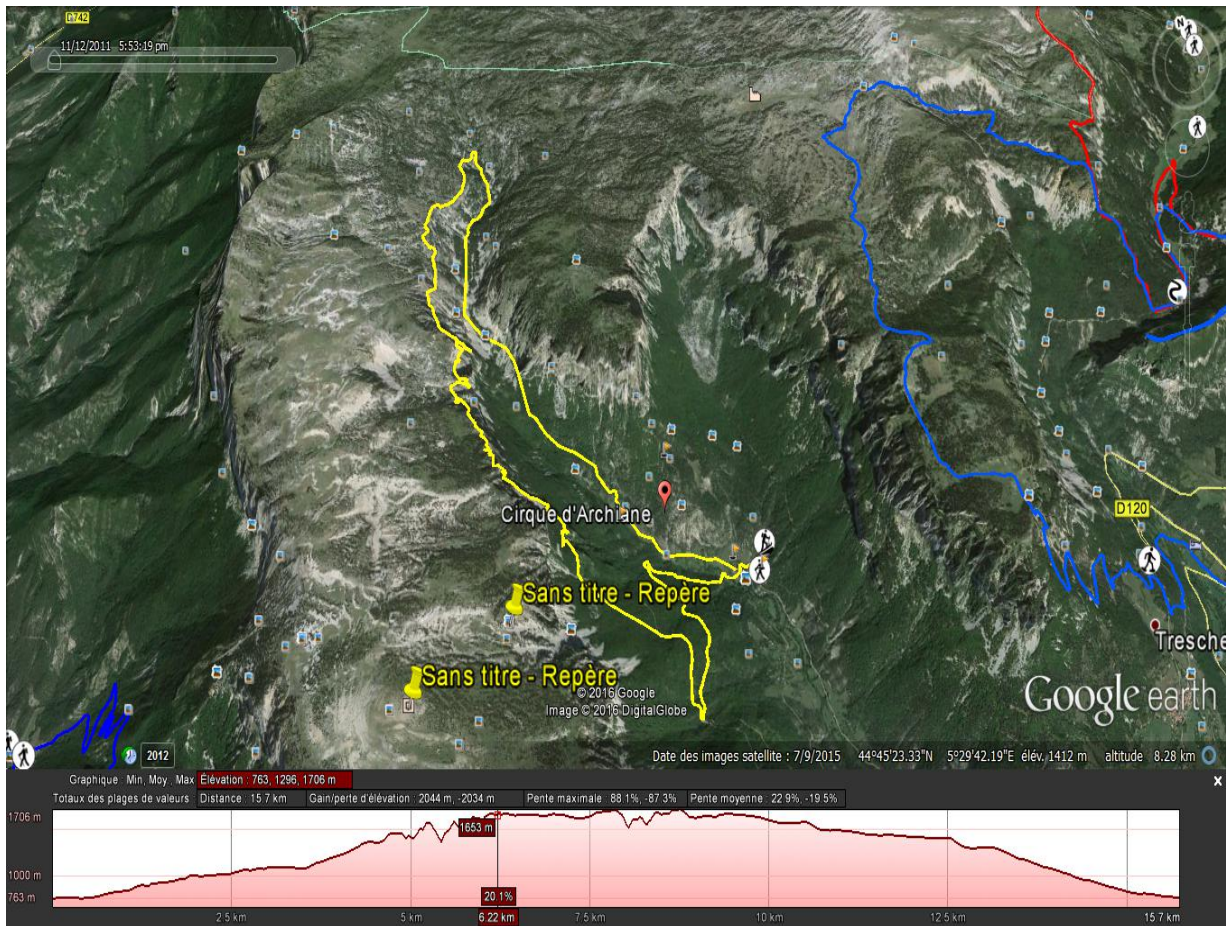 D742
11/12/2011 5:53:19 pm
N
Cirque d'Archiane
D120
Sans titre - Repère
Sans titre - Repère
Tresche
© 2016 Google
Image © 2016 DigitalGlobe
Google earth
2012
Date des images satellite : 7/9/2015 44°45'23.33"N 5°29'42.19"E élév. 1412 m altitude 8.28 km
Graphique : Min, Moy., Max Élévation : 763, 1296, 1706 m
Totaux des plages de valeurs : Distance : 15.7 km Gain/perte d'élévation : 2044 m, -2034 m Pente maximale : 88.1%, -87.3% Pente moyenne : 22.9%, -19.5%
1706 m
1653 m
1000 m
763 m
20.1%
2.5 km 5 km 6.22 km 7.5 km 10 km 12.5 km 15.7 km